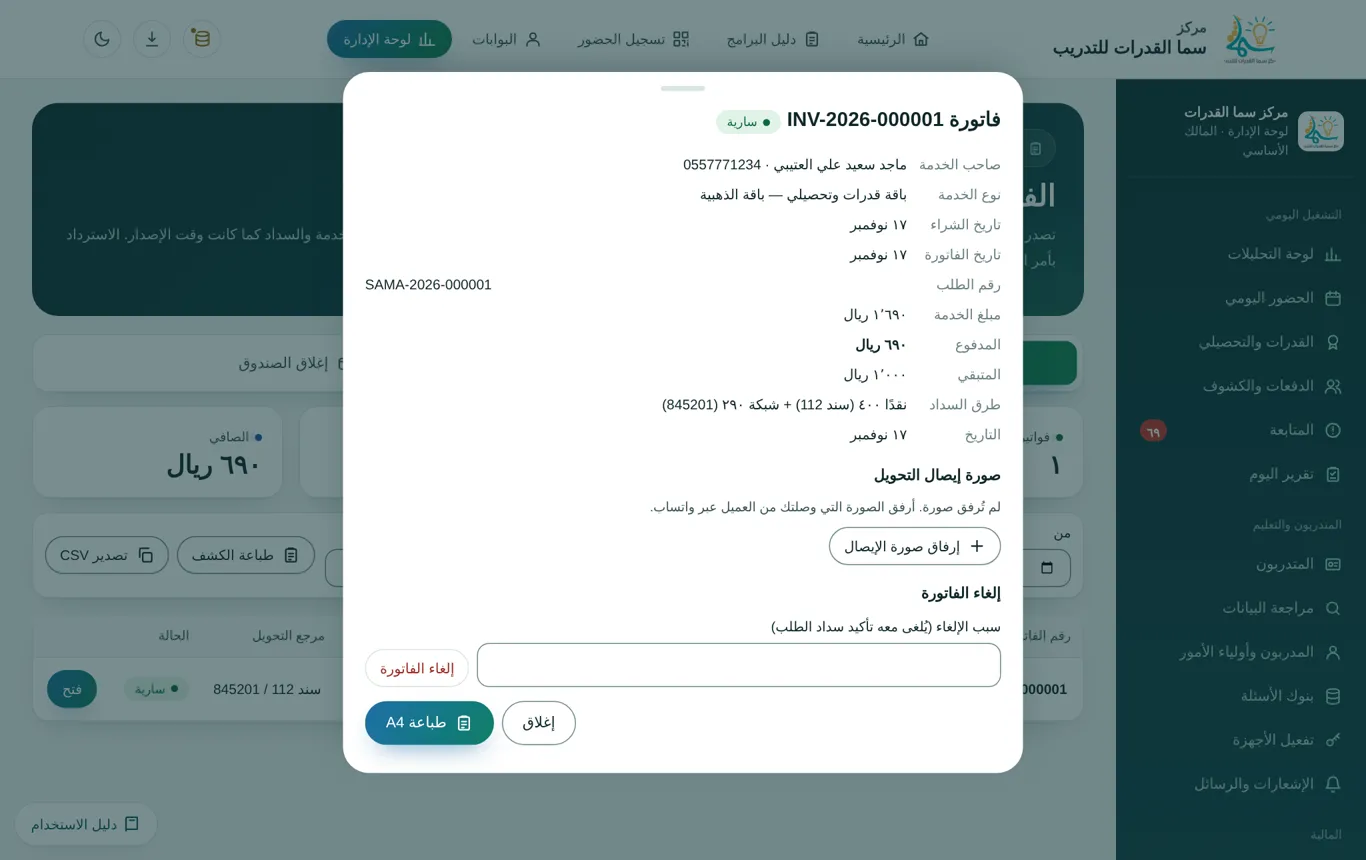 مركز
سما القدرات للتدريب
الرئيسية
دليل البرامج
تسجيل الحضور
البوابات
لوحة الإدارة
مركز سما القدرات
لوحة الإدارة · المالك
الأساسي
التشغيل اليومي
لوحة التحليلات
الحضور اليومي
القدرات والتحصيلي
الدفعات والكشوف
المتابعة
٦٩
تقرير اليوم
المتدربون والتعليم
المتدربون
مراجعة البيانات
المدربون وأولياء الأمور
بنوك الأسئلة
تفعيل الأجهزة
الإشعارات والرسائل
المالية
خدمة والسداد كما كانت وقت الإصدار. الاسترداد
إغلاق الصندوق
١
الصافي
٦٩٠ ريال
من
طباعة الكشف
تصدير CSV
مرجع التحويل
الحالة
000001
سند 112 / 845201
سارية
فتح
دليل الاستخدام
فاتورة INV-2026-000001
سارية
صاحب الخدمة ماجد سعيد علي العتيبي · 0557771234
نوع الخدمة باقة قدرات وتحصيلي — باقة الذهبية
تاريخ الشراء ١٧ نوفمبر
تاريخ الفاتورة ١٧ نوفمبر
رقم الطلب SAMA-2026-000001
مبلغ الخدمة ١٬٦٩٠ ريال
المدفوع ٦٩٠ ريال
المتبقي ١٬٠٠٠ ريال
طرق السداد نقدًا ٤٠٠ (سند 112) + شبكة ٢٩٠ (845201)
التاريخ ١٧ نوفمبر
صورة إيصال التحويل
لم تُرفق صورة. أرفق الصورة التي وصلتك من العميل عبر واتساب.
إرفاق صورة الإيصال
إلغاء الفاتورة
سبب الإلغاء (يُلغى معه تأكيد سداد الطلب)
إلغاء الفاتورة
إغلاق
طباعة A4